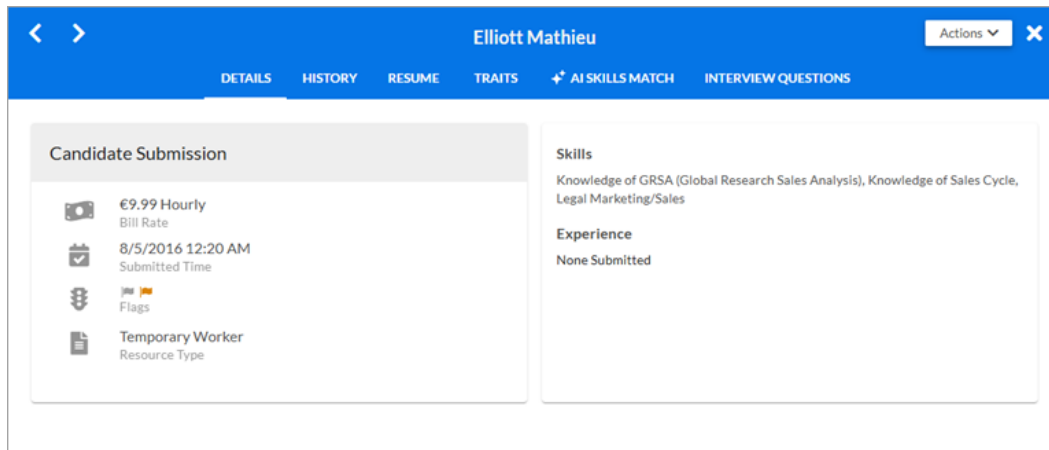 Elliott Mathieu
Actions
DETAILS HISTORY RESUME TRAITS AI SKILLS MATCH INTERVIEW QUESTIONS
Candidate Submission
€9.99 Hourly
Bill Rate
8/5/2016 12:20 AM
Submitted Time
Flags
Temporary Worker
Resource Type
Skills
Knowledge of GRSA (Global Research Sales Analysis), Knowledge of Sales Cycle,
Legal Marketing/Sales
Experience
None Submitted